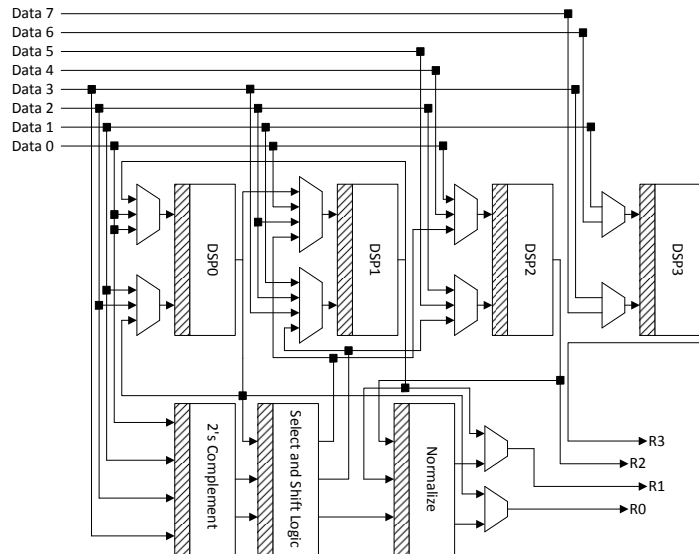 Data 7
Data 6
Data 5
Data 4
Data 3
Data 2
Data 1
Data 0
DSP0
DSP1
DSP2
DSP3
2's Complement
Select and Shift Logic
Normalize
R3
R2
R1
R0